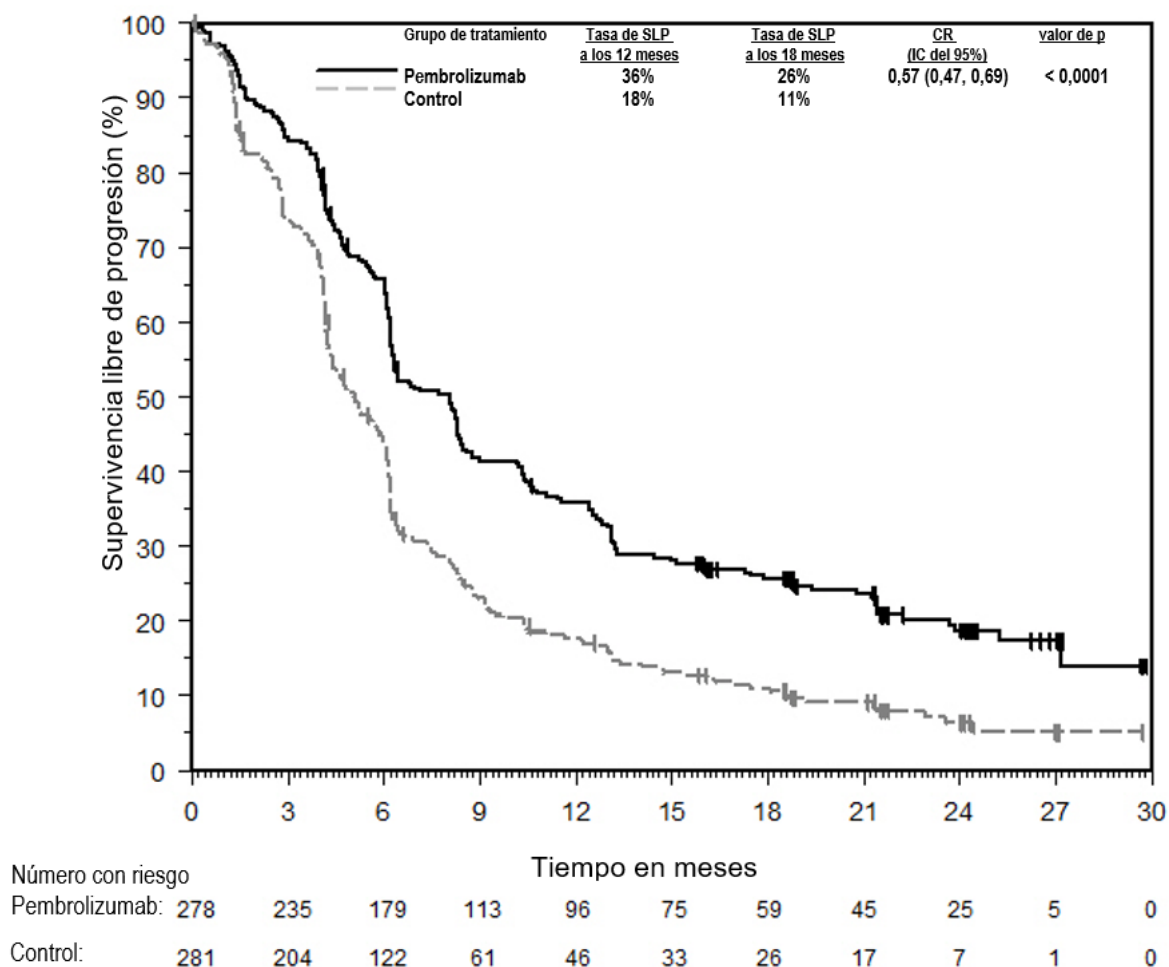 Grupo de tratamiento Tasa de SLP Tasa de SLP CR valor de p
a los 12 meses a los 18 meses (IC del 95%)
Pembrolizumab 36% 26% 0,57 (0,47, 0,69) < 0,0001
Control 18% 11%
Supervivencia libre de progresión (%)
100
90
80
70
60
50
40
30
20
10
0
0 3 6 9 12 15 18 21 24 27 30
Tiempo en meses
Número con riesgo
Pembrolizumab: 278 235 179 113 96 75 59 45 25 5 0
Control: 281 204 122 61 46 33 26 17 7 1 0